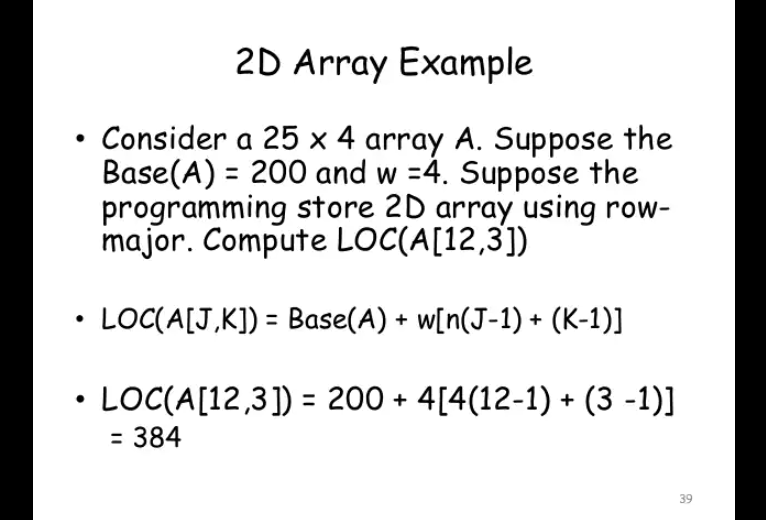 2D Array Example
• Consider a 25 x 4 array A. Suppose the
Base(A) = 200 and w =4. Suppose the
programming store 2D array using row-
major. Compute LOC(A[12,3])
• LOC(A[J,K]) = Base(A) + w[n(J-1) + (K-1)]
• LOC(A[12,3]) = 200 + 4[4(12-1) + (3 -1)]
= 384
39